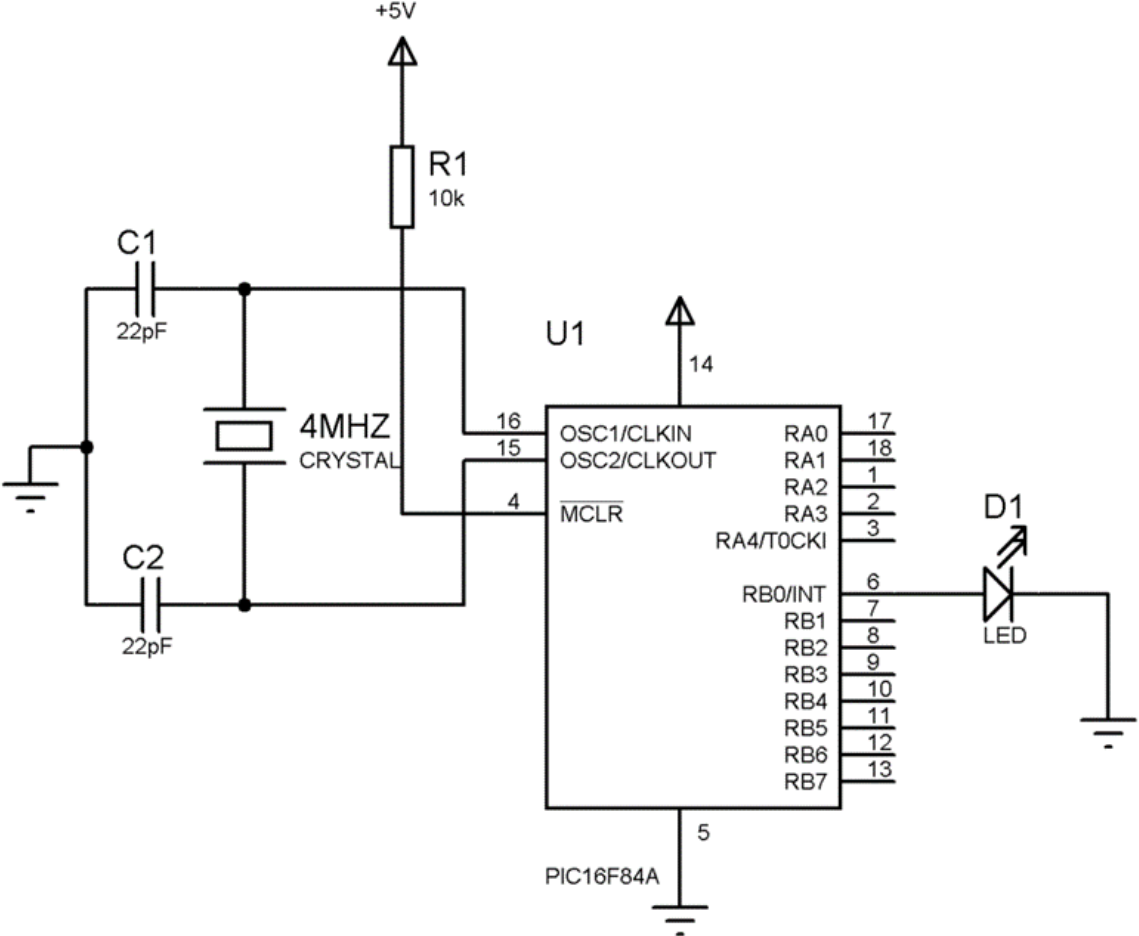 +5V
R1
10k
C1
22pF
U1
14
4MHZ
CRYSTAL
16
15
4
OSC1/CLKIN
OSC2/CLKOUT
MCLR
RA0
RA1
RA2
RA3
RA4/T0CKI
RB0/INT
RB1
RB2
RB3
RB4
RB5
RB6
RB7
17
18
1
2
3
6
7
8
9
10
11
12
13
D1
LED
C2
22pF
5
PIC16F84A